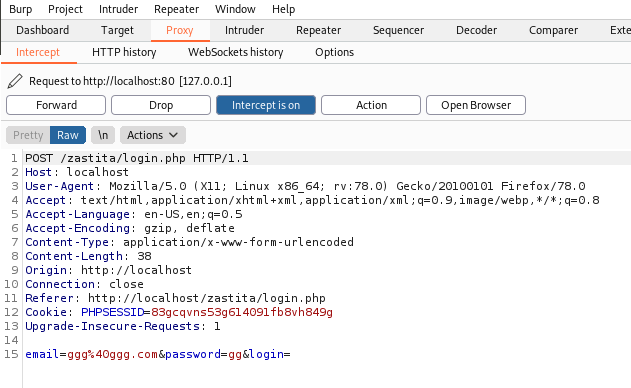 Burp Project Intruder Repeater Window Help
Dashboard Target Proxy Intruder Repeater Sequencer Decoder Comparer Exte
Intercept HTTP history WebSockets history Options
Request to http://localhost:80 [127.0.0.1]
Forward Drop Intercept is on Action Open Browser
Pretty Raw \n Actions
1 POST /zastita/login.php HTTP/1.1
2 Host: localhost
3 User-Agent: Mozilla/5.0 (X11; Linux x86_64; rv:78.0) Gecko/20100101 Firefox/78.0
4 Accept: text/html,application/xhtml+xml,application/xml;q=0.9,image/webp,*/*;q=0.8
5 Accept-Language: en-US,en;q=0.5
6 Accept-Encoding: gzip, deflate
7 Content-Type: application/x-www-form-urlencoded
8 Content-Length: 38
9 Origin: http://localhost
10 Connection: close
11 Referer: http://localhost/zastita/login.php
12 Cookie: PHPSESSID=83gcqvns53g614091fb8vh849g
13 Upgrade-Insecure-Requests: 1
14
15 email=ggg%40ggg.com&password=gg&login=